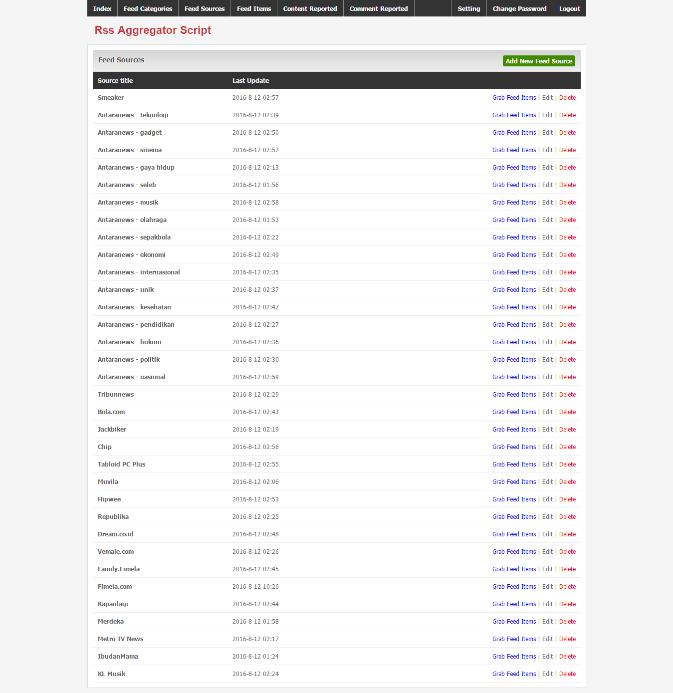 Index Feed Categories Feed Sources Feed Items Content Reported Comment Reported Setting Change Password Logout
Rss Aggregator Script
Feed Sources Add New Feed Source
Source title Last Update
Smeaker 2016-8-12 02:57 Grab Feed Items | Edit | Delete
Antaranews - teknologi 2016-8-12 02:39 Grab Feed Items | Edit | Delete
Antaranews - gadget 2016-8-12 02:50 Grab Feed Items | Edit | Delete
Antaranews - sinema 2016-8-12 02:52 Grab Feed Items | Edit | Delete
Antaranews - gaya hidup 2016-8-12 02:13 Grab Feed Items | Edit | Delete
Antaranews - seleb 2016-8-12 01:56 Grab Feed Items | Edit | Delete
Antaranews - musik 2016-8-12 02:58 Grab Feed Items | Edit | Delete
Antaranews - olahraga 2016-8-12 01:53 Grab Feed Items | Edit | Delete
Antaranews - sepakbola 2016-8-12 02:22 Grab Feed Items | Edit | Delete
Antaranews - ekonomi 2016-8-12 02:49 Grab Feed Items | Edit | Delete
Antaranews - internasional 2016-8-12 02:35 Grab Feed Items | Edit | Delete
Antaranews - unik 2016-8-12 02:37 Grab Feed Items | Edit | Delete
Antaranews - kesehatan 2016-8-12 02:47 Grab Feed Items | Edit | Delete
Antaranews - pendidikan 2016-8-12 02:27 Grab Feed Items | Edit | Delete
Antaranews - hukum 2016-8-12 02:36 Grab Feed Items | Edit | Delete
Antaranews - politik 2016-8-12 02:30 Grab Feed Items | Edit | Delete
Antaranews - nasional 2016-8-12 02:59 Grab Feed Items | Edit | Delete
Tribunnews 2016-8-12 02:29 Grab Feed Items | Edit | Delete
Bola.com 2016-8-12 02:43 Grab Feed Items | Edit | Delete
Jackbiker 2016-8-12 02:19 Grab Feed Items | Edit | Delete
Chip 2016-8-12 02:56 Grab Feed Items | Edit | Delete
Tabloid PC Plus 2016-8-12 02:55 Grab Feed Items | Edit | Delete
Muvila 2016-8-12 02:06 Grab Feed Items | Edit | Delete
Hipwee 2016-8-12 02:53 Grab Feed Items | Edit | Delete
Republika 2016-8-12 02:25 Grab Feed Items | Edit | Delete
Dream.co.id 2016-8-12 02:48 Grab Feed Items | Edit | Delete
Vemale.com 2016-8-12 02:26 Grab Feed Items | Edit | Delete
Family.Fimela 2016-8-12 02:45 Grab Feed Items | Edit | Delete
Fimela.com 2016-8-12 10:26 Grab Feed Items | Edit | Delete
Kapanlagi 2016-8-12 02:44 Grab Feed Items | Edit | Delete
Merdeka 2016-8-12 01:58 Grab Feed Items | Edit | Delete
Metro TV News 2016-8-12 02:17 Grab Feed Items | Edit | Delete
IbudanMama 2016-8-12 01:24 Grab Feed Items | Edit | Delete
KL Musik 2016-8-12 02:24 Grab Feed Items | Edit | Delete